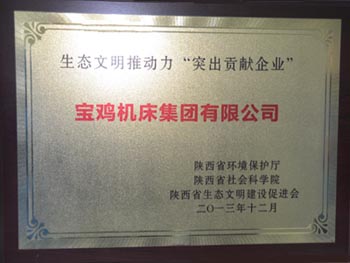 生态文明推动力“突出贡献企业”
宝鸡机床集团有限公司
陕西省环境保护厅
陕西省社会科学院
陕西省生态文明建设促进会
二〇一三年十二月